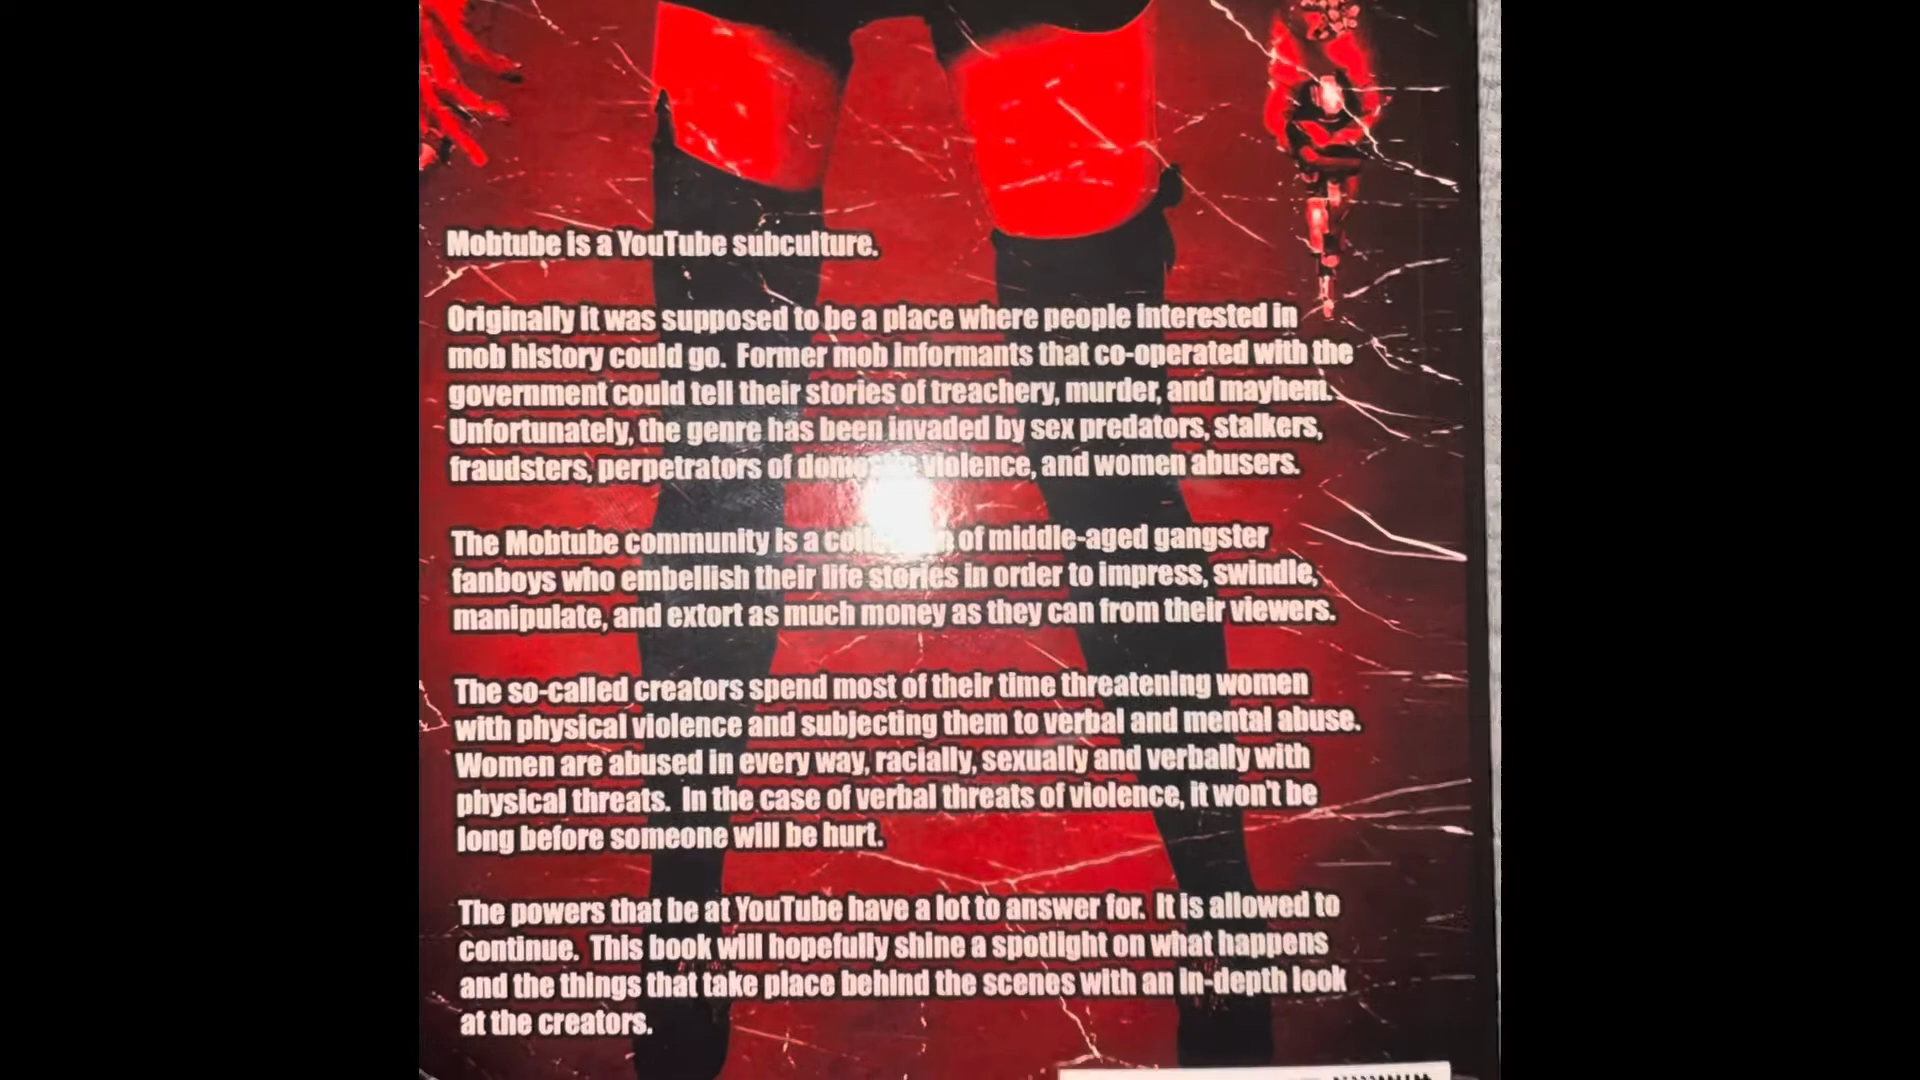 Mobtube is a YouTube subculture.
Originally it was supposed to be a place where people interested in
mob history could go. Former mob informants that co-operated with the
government could tell their stories of treachery, murder, and mayhem.
Unfortunately, the genre has been invaded by sex predators, stalkers,
fraudsters, perpetrators of violence, and women abusers.
The Mobtube community is a of middle-aged gangster
fanboys who embellish their life stories in order to impress, swindle,
manipulate, and extort as much money as they can from their viewers.
The so-called creators spend most of their time threatening women
with physical violence and subjecting them to verbal and mental abuse.
Women are abused in every way, racially, sexually and verbally with
physical threats. In the case of verbal threats of violence, it won't be
long before someone will be hurt.
The powers that be at YouTube have a lot to answer for. It is allowed to
continue. This book will hopefully shine a spotlight on what happens
and the things that take place behind the scenes with an in-depth look
at the creators.